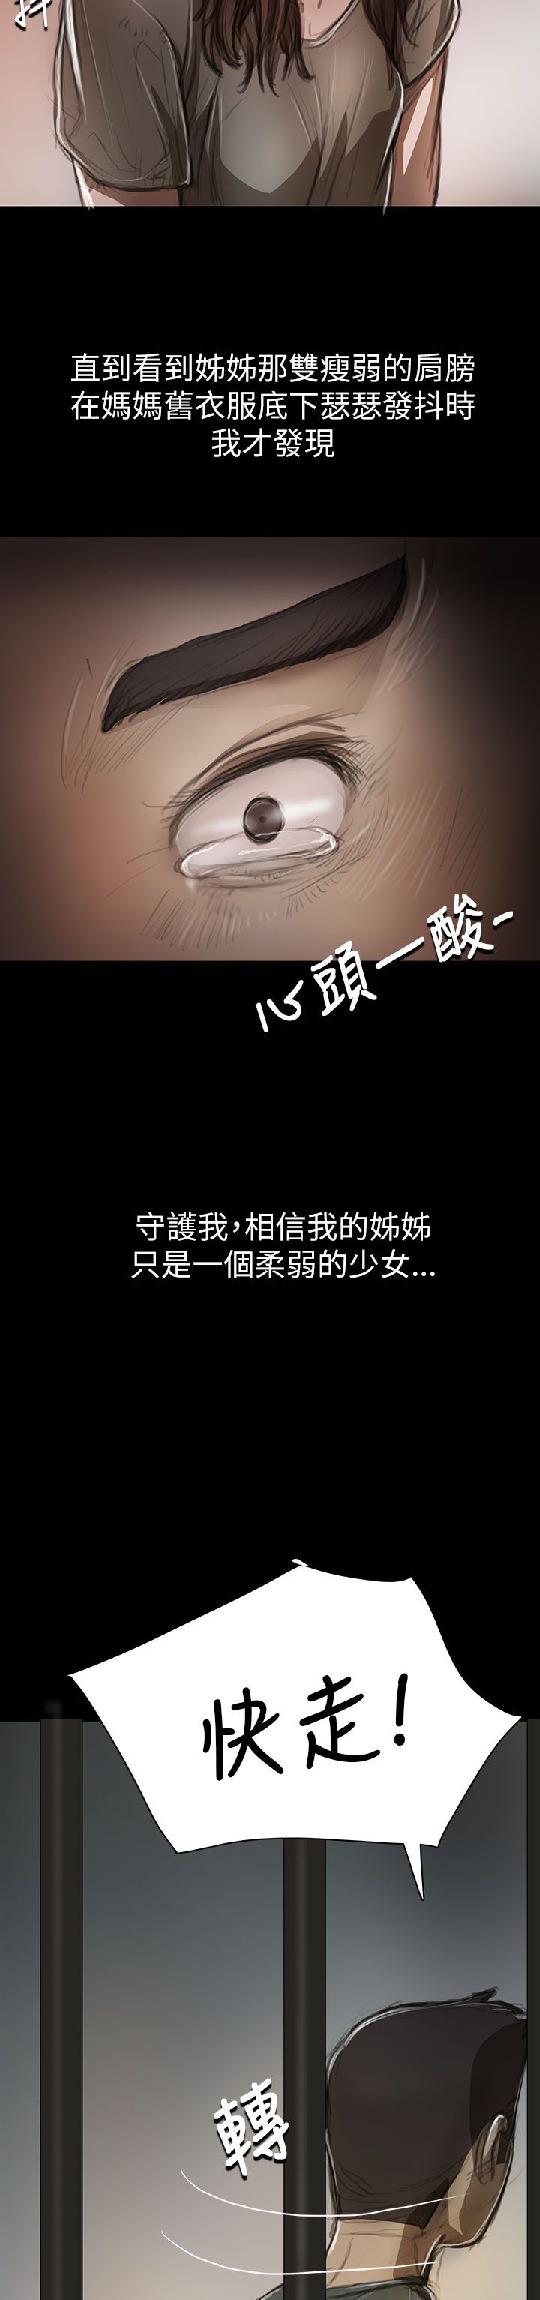 抖
直到看到姊姊那雙瘦弱的肩膀
在媽媽舊衣服底下瑟瑟發抖時
我才發現
心頭一酸-
守護我,相信我的姊姊
只是一個柔弱的少女...
快走!
轉